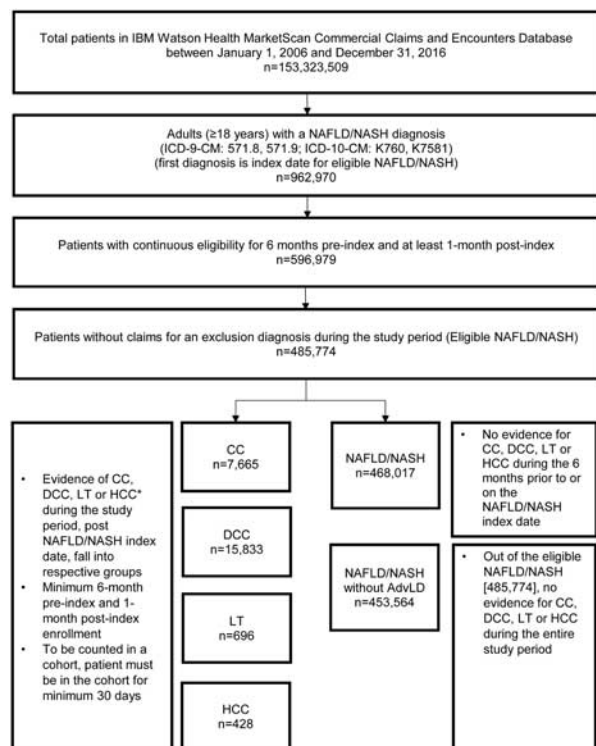 Total patients in IBM Watson Health MarketScan Commercial Claims and Encounters Database
between January 1, 2006 and December 31, 2016
n=153,323,509
Adults (≥18 years) with a NAFLD/NASH diagnosis
(ICD-9-CM: 571.8, 571.9; ICD-10-CM: K760, K7581)
(first diagnosis is index date for eligible NAFLD/NASH)
n=962,970
Patients with continuous eligibility for 6 months pre-index and at least 1-month post-index
n=596,979
Patients without claims for an exclusion diagnosis during the study period (Eligible NAFLD/NASH)
n=485,774
• Evidence of CC,
DCC, LT or HCC*
during the study
period, post
NAFLD/NASH index
date, fall into
respective groups
• Minimum 6-month
pre-index and 1-
month post-index
enrollment
• To be counted in a
cohort, patient must
be in the cohort for
minimum 30 days
CC
n=7,665
DCC
n=15,833
LT
n=696
HCC
n=428
NAFLD/NASH
n=468,017
NAFLD/NASH
without AdvLD
n=453,564
• No evidence for
CC, DCC, LT or
HCC during the 6
months prior to or
on the
NAFLD/NASH
index date
• Out of the eligible
NAFLD/NASH
[485,774], no
evidence for CC,
DCC, LT or HCC
during the entire
study period